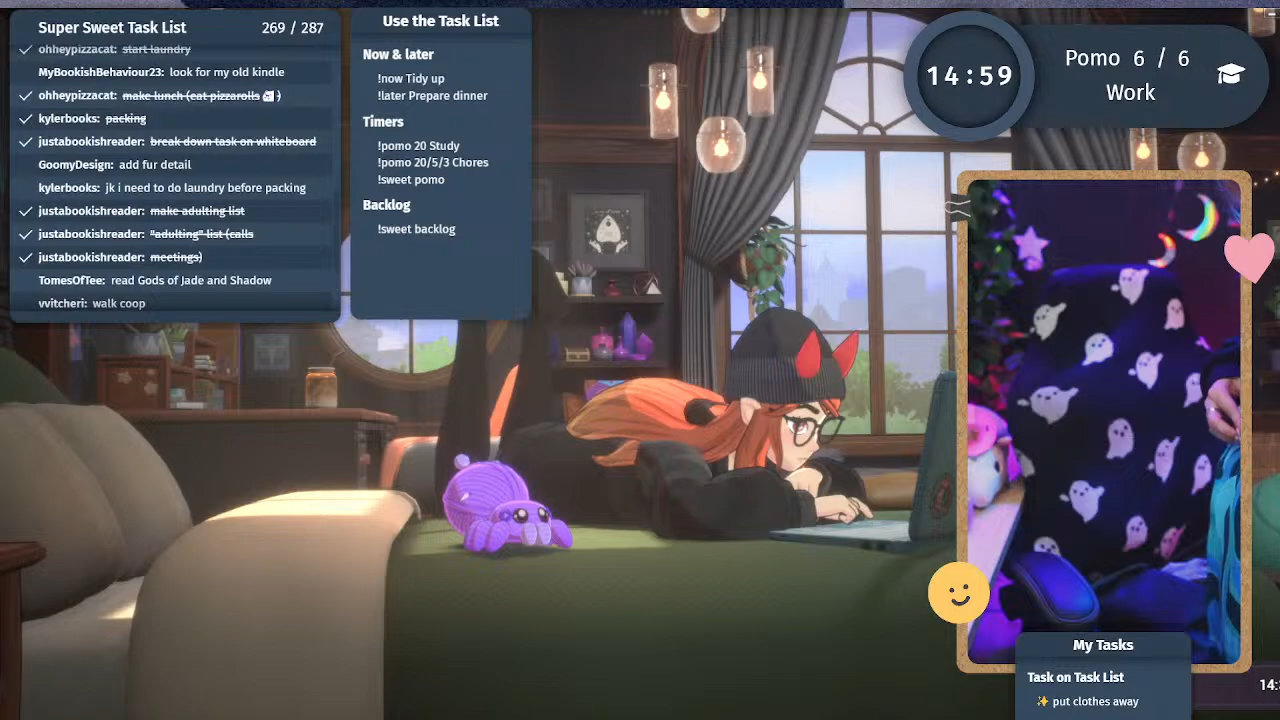 Super Sweet Task List 269 / 287
ohheypizzacat: start laundry
MyBookishBehaviour23: look for my old kindle
ohheypizzacat: make lunch (eat pizzarolls 🍙)
kylerbooks: packing
justabookishreader: break down task on whiteboard
GoomyDesign: add fur detail
kylerbooks: jk i need to do laundry before packing
justabookishreader: make adulting list
justabookishreader: "adulting" list (calls
justabookishreader: meetings)
TomesOfTee: read Gods of Jade and Shadow
vvitcheri: walk coop
Use the Task List
Now & later
!now Tidy up
!later Prepare dinner
Timers
!pomo 20 Study
!pomo 20/5/3 Chores
!sweet pomo
Backlog
!sweet backlog
14:59
Pomo 6 / 6
Work
My Tasks
Task on Task List
✨ put clothes away